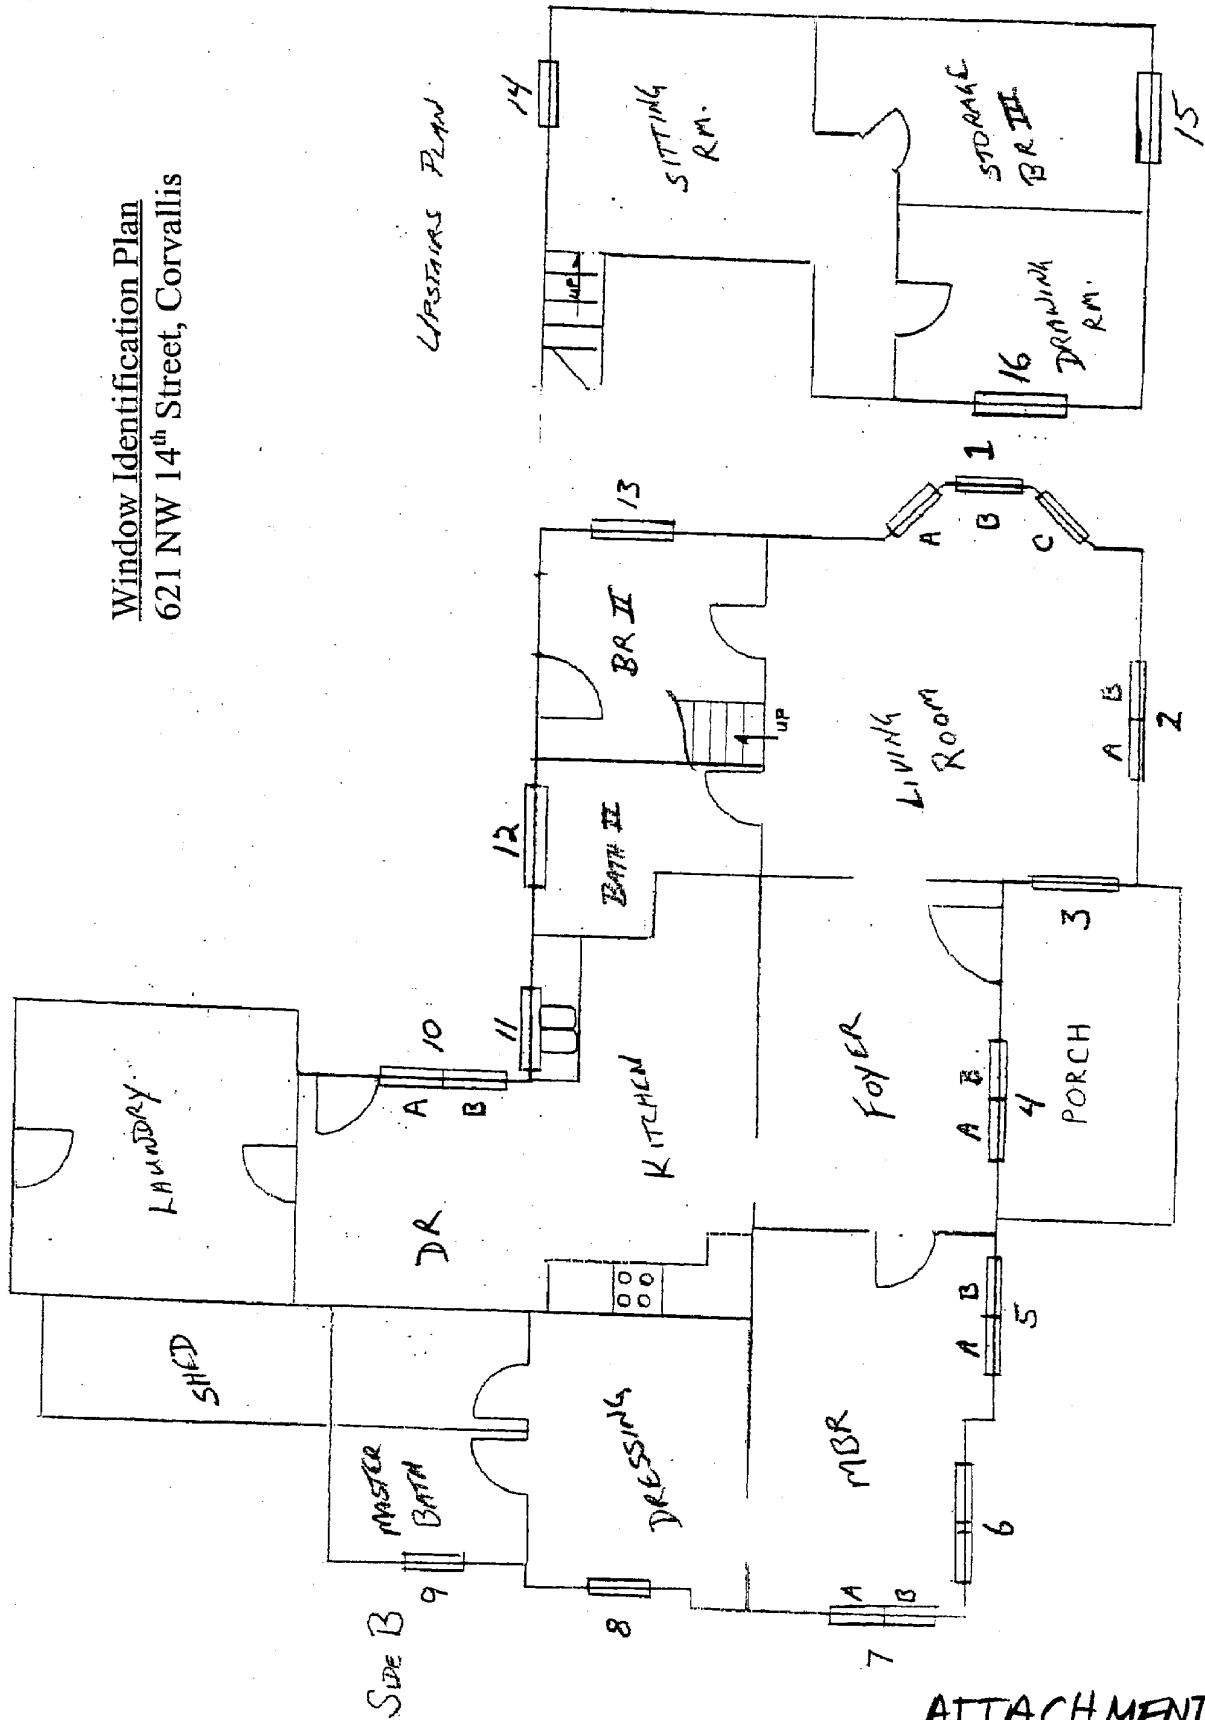 Window Identification Plan
621 NW 14th Street, Corvallis
UPSTAIRS PLAN
14
SITTING
RM.
UP
STORAGE
BR III
15
DRAWING
RM.
16
1
A
B
C
13
BR II
UP
LIVING
ROOM
A B
2
12
BATH II
3
11
10
A
B
KITCHEN
FOYER
A B
4
PORCH
LAUNDRY
DR
SHED
MASTER
BATH
9
SIDE B
DRESSING
8
MBR
A B
5
6
A
B
7
ATTACHMENT